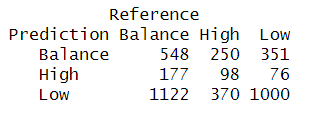 Reference
Prediction Balance High Low
Balance 548 250 351
High 177 98 76
Low 1122 370 1000